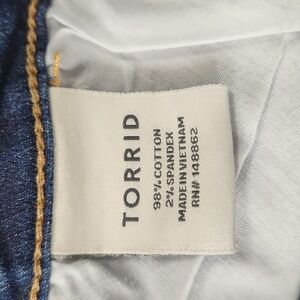 TORRID
98% COTTON
2% SPANDEX
MADE IN VIETNAM
RN# 148862